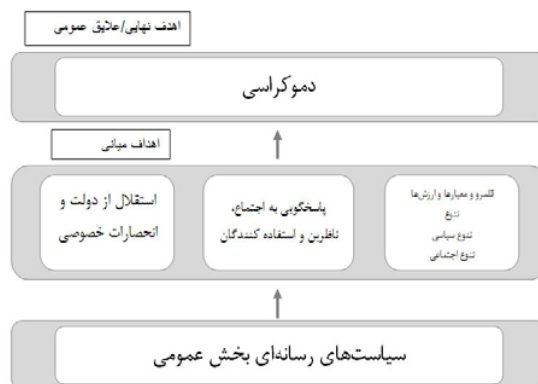 هدف نهایی/علایق عمومی
دموکراسی
اهداف میانی
قلمرو و معیارها و ارزش‌ها
تنوع
تنوع سیاسی
تنوع اجتماعی
پاسخگویی به اجتماع،
ناظرین و استفاده کنندگان
استقلال از دولت و
انحصارات خصوصی
سیاست‌های رسانه‌ای بخش عمومی